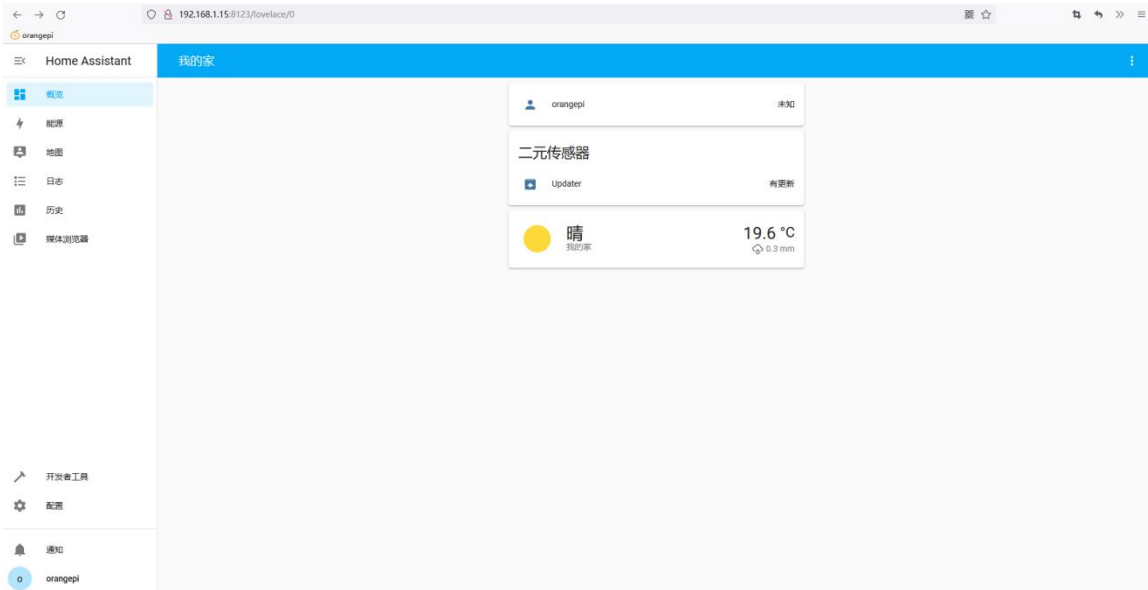 192.168.1.15:8123/lovelace/0
orangepi
Home Assistant
我的家
概览
能源
地图
日志
历史
媒体浏览器
orangepi 未知
二元传感器
Updater 有更新
晴 19.6 °C
我的家 0.3 mm
开发者工具
配置
通知
o orangepi